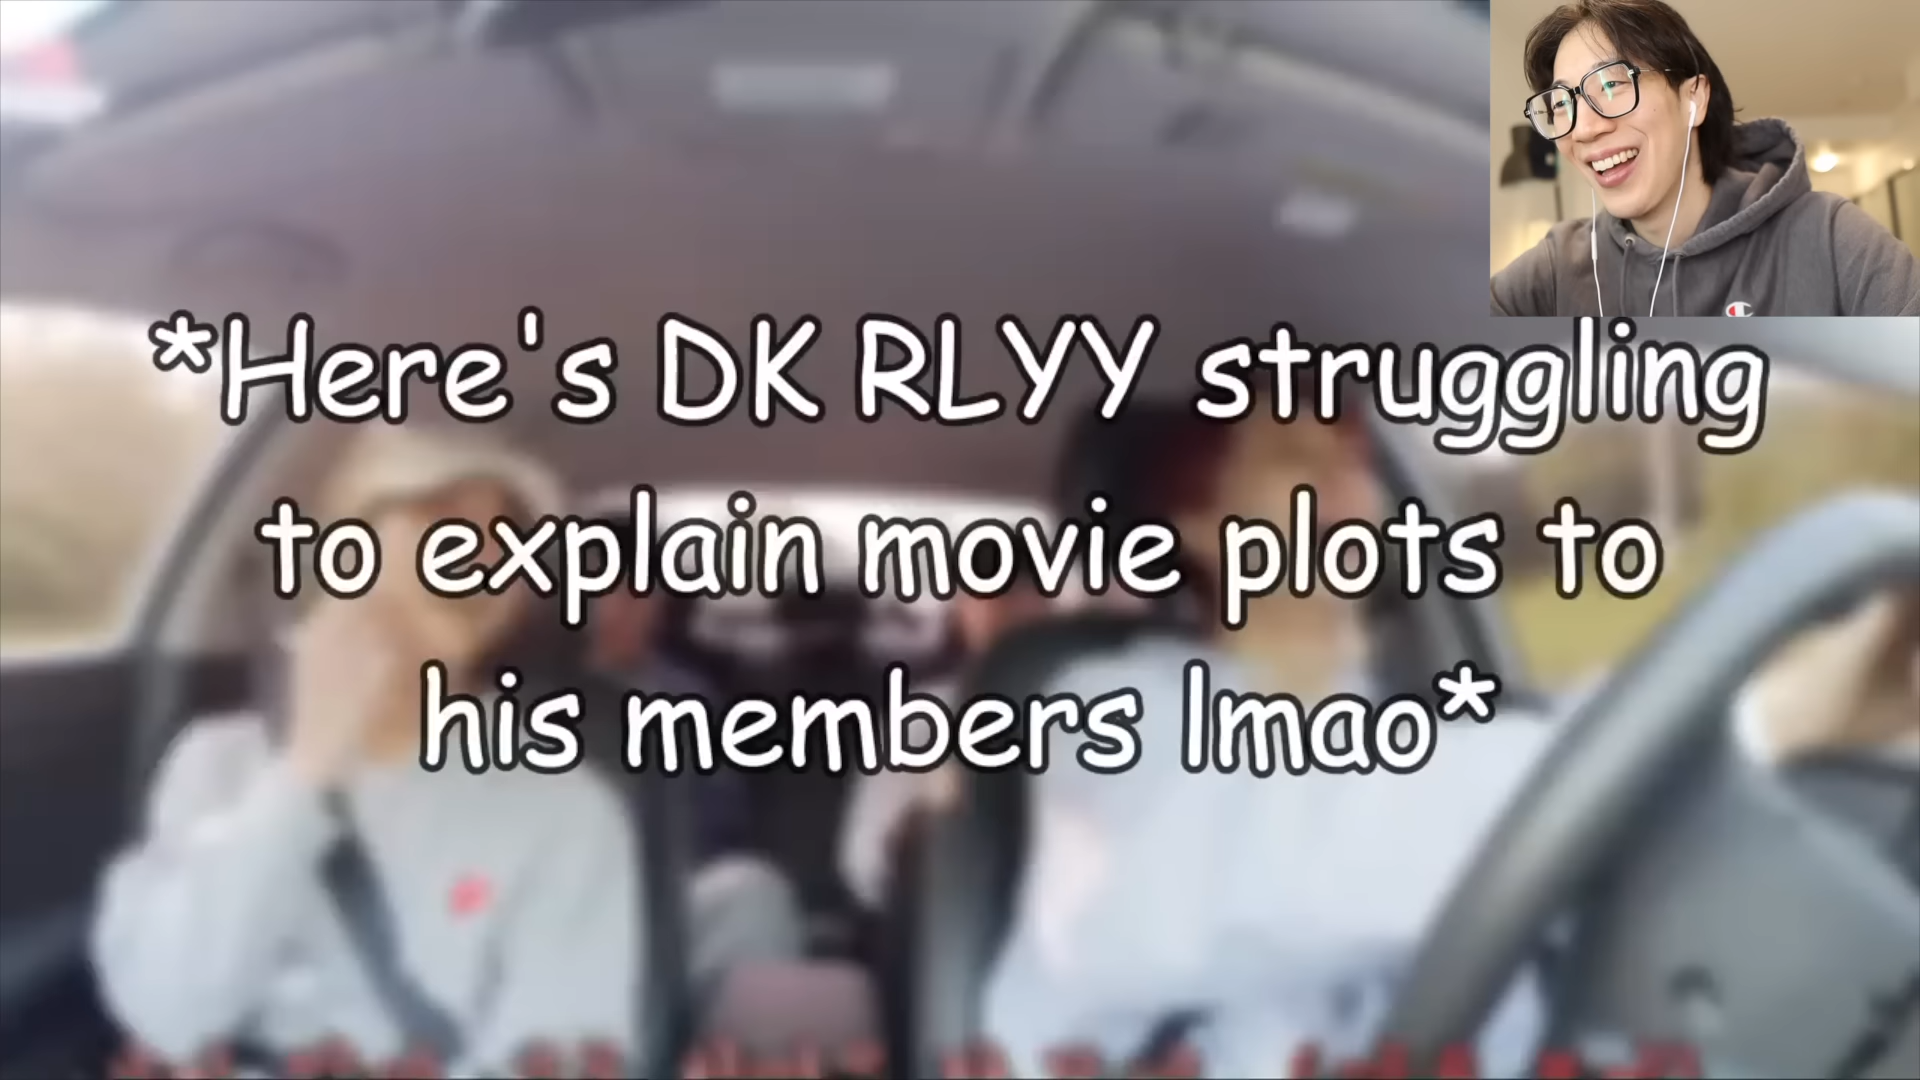 *Here's DK RLYY struggling
to explain movie plots to
his members lmao*